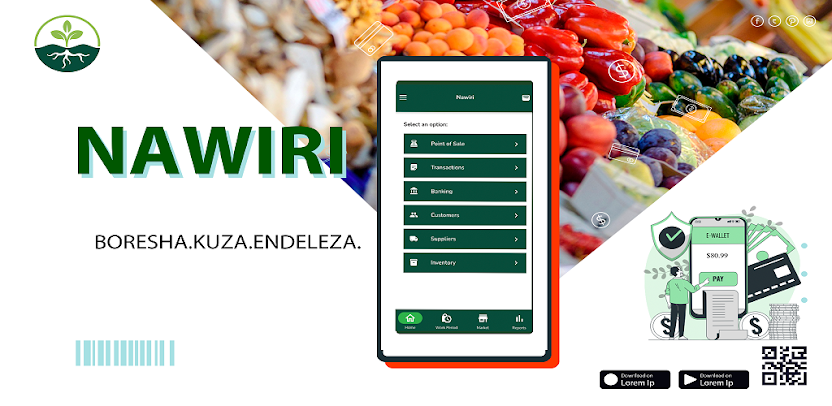 NAWIRI
BORESHA.KUZA.ENDELEZA.
Nawiri
Select an option:
Point of Sale
Transactions
Banking
Customers
Suppliers
Inventory
Home
Work Period
Market
Reports
E-WALLET
$80.99
PAY
Download on
Lorem Ip
Download on
Lorem Ip